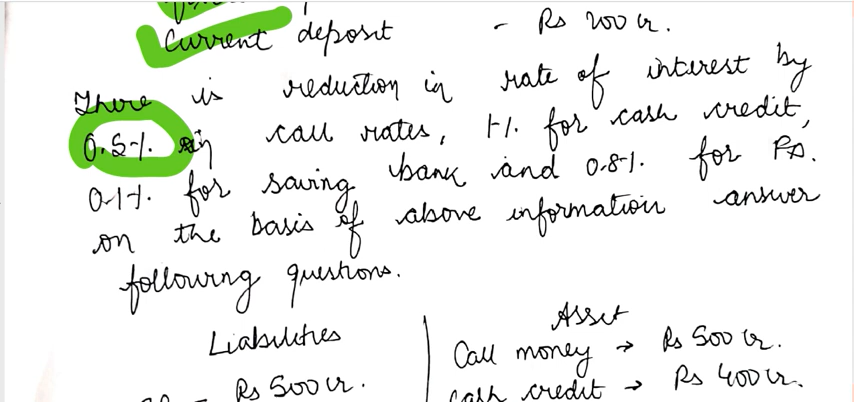 Current deposit - Rs 200 cr.
There is reduction in rate of interest by
0.5% in call rates, 1% for cash credit,
0.1% for saving bank and 0.8% for FD.
on the basis of above information answer
following questions.
Liabilities
Asset
Call money → Rs 500 cr.
Rs 500 cr.
cash credit → Rs 400 cr.